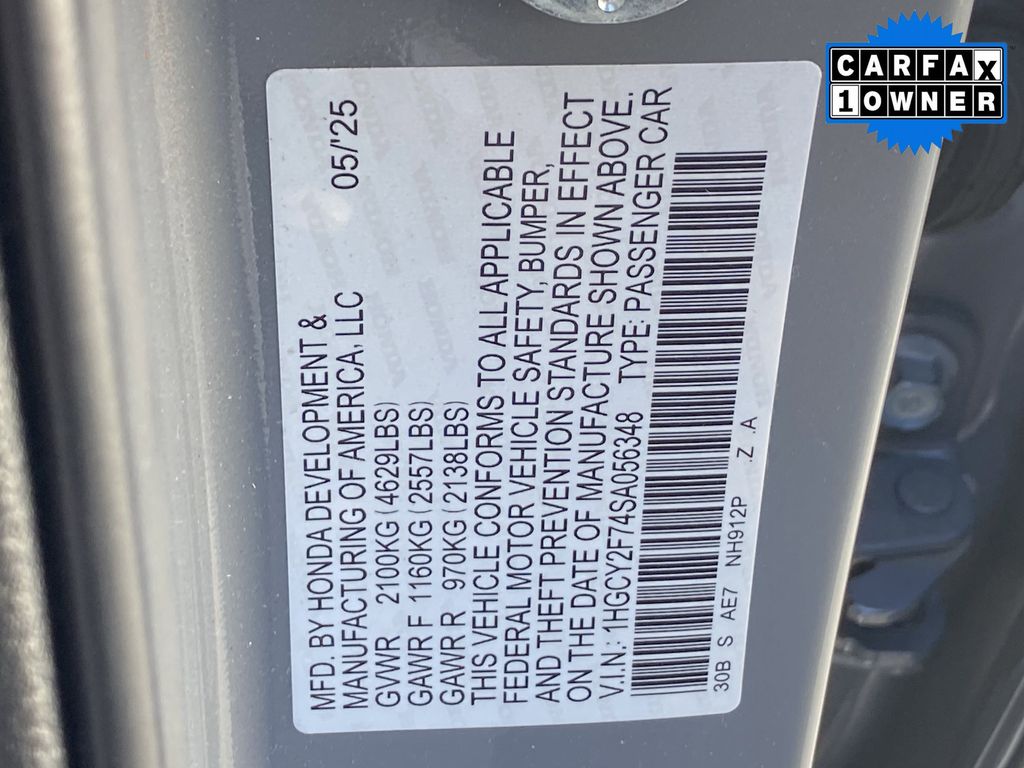 CARFAX
1 OWNER
MFD. BY HONDA DEVELOPMENT &
MANUFACTURING OF AMERICA, LLC 05/'25
GVWR 2100KG (4629LBS)
GAWR F 1160KG (2557LBS)
GAWR R 970KG (2138LBS)
THIS VEHICLE CONFORMS TO ALL APPLICABLE
FEDERAL MOTOR VEHICLE SAFETY, BUMPER,
AND THEFT PREVENTION STANDARDS IN EFFECT
ON THE DATE OF MANUFACTURE SHOWN ABOVE.
V.I.N.: 1HGCY2F74SA056348 TYPE: PASSENGER CAR
30B S AE7 NH912P .Z .A